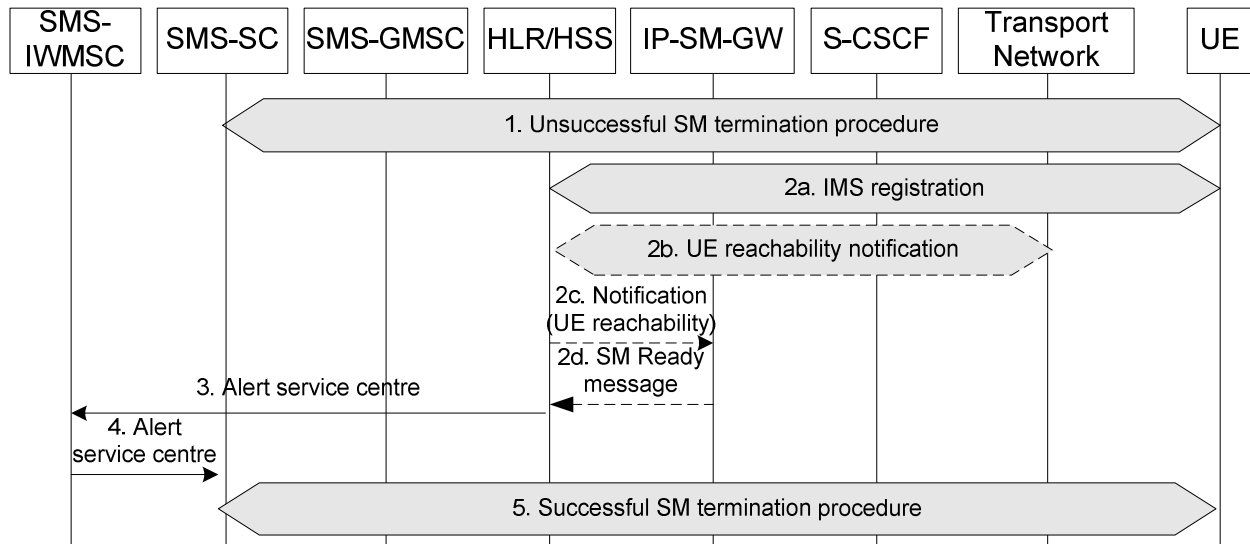 SMS-
IWMSC
SMS-SC
SMS-GMSC
HLR/HSS
IP-SM-GW
S-CSCF
Transport
Network
UE
1. Unsuccessful SM termination procedure
2a. IMS registration
2b. UE reachability notification
2c. Notification
(UE reachability)
2d. SM Ready
message
3. Alert service centre
4. Alert
service centre
5. Successful SM termination procedure